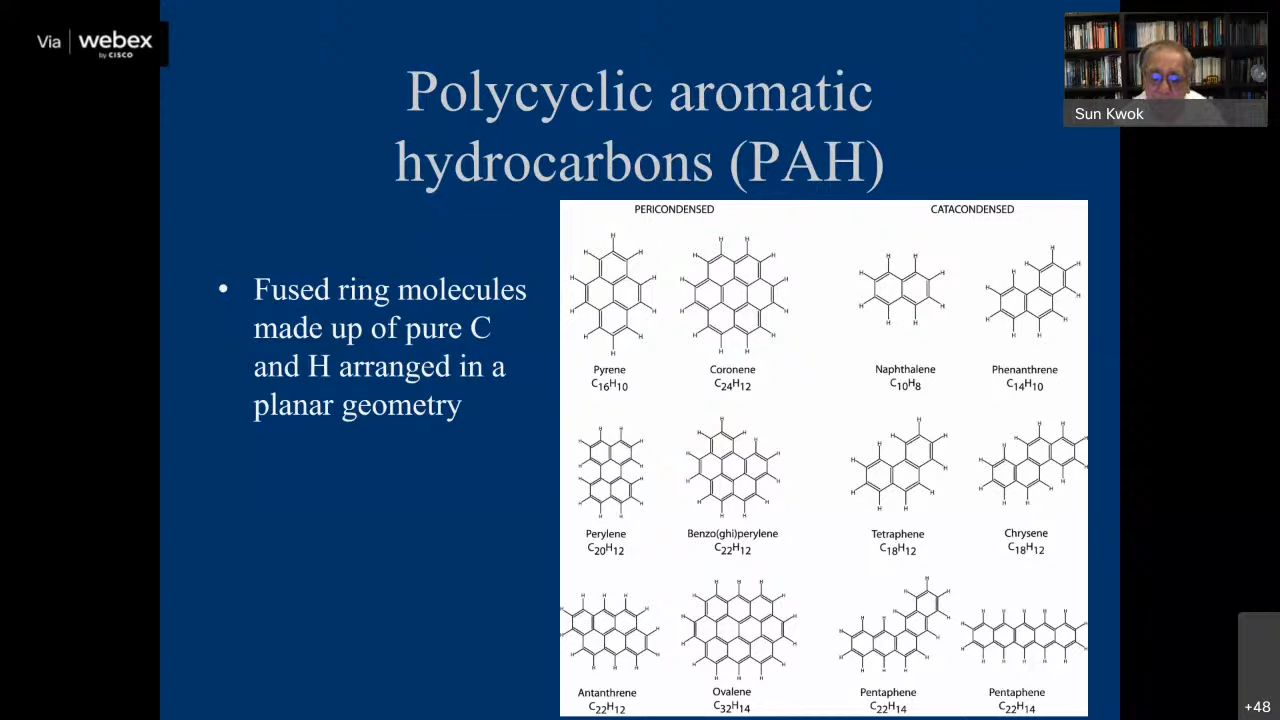 Via | webex
by CISCO
Sun Kwok
Polycyclic aromatic
hydrocarbons (PAH)
• Fused ring molecules
made up of pure C
and H arranged in a
planar geometry
PERICONDENSED CATACONDENSED
Pyrene Coronene Naphthalene Phenanthrene
C16H10 C24H12 C10H8 C14H10
Perylene Benzo(ghi)perylene Tetraphene Chrysene
C20H12 C22H12 C18H12 C18H12
Antanthrene Ovalene Pentaphene Pentaphene
C22H12 C32H14 C22H14 C22H14
+48